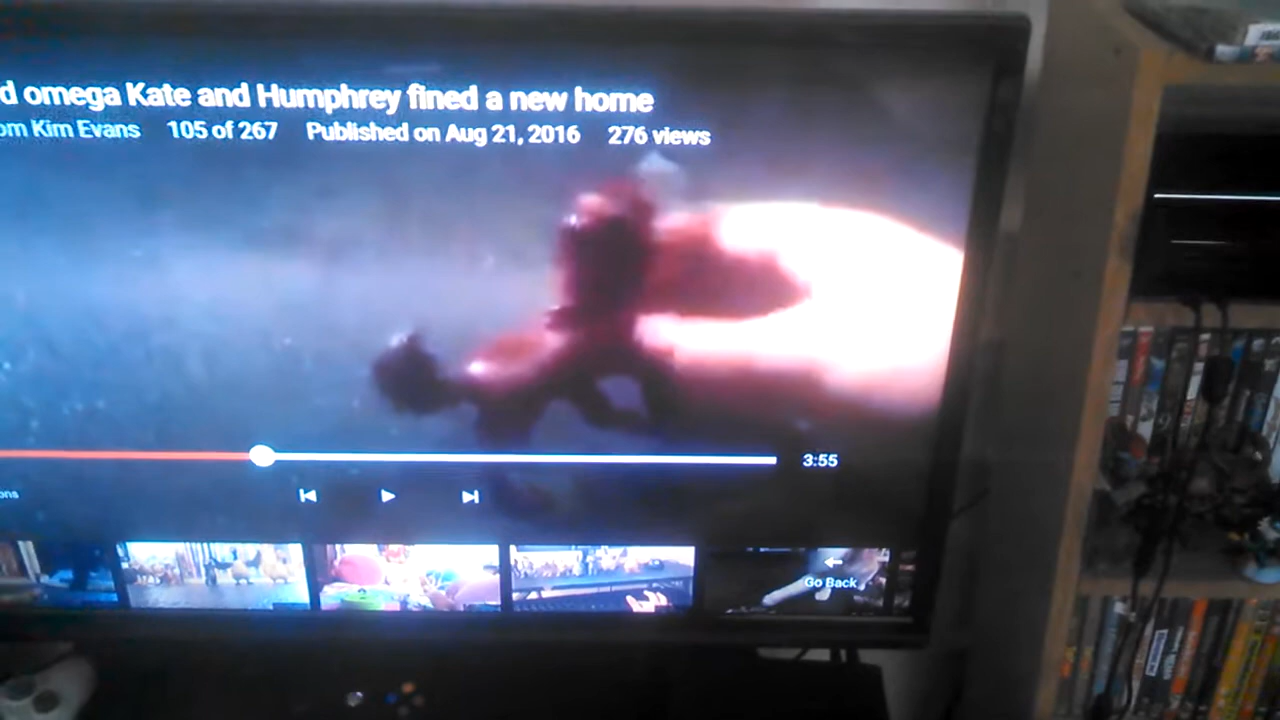 d omega Kate and Humphrey fined a new home
om Kim Evans 105 of 267 Published on Aug 21, 2016 276 views
3:55
ons
Go Back